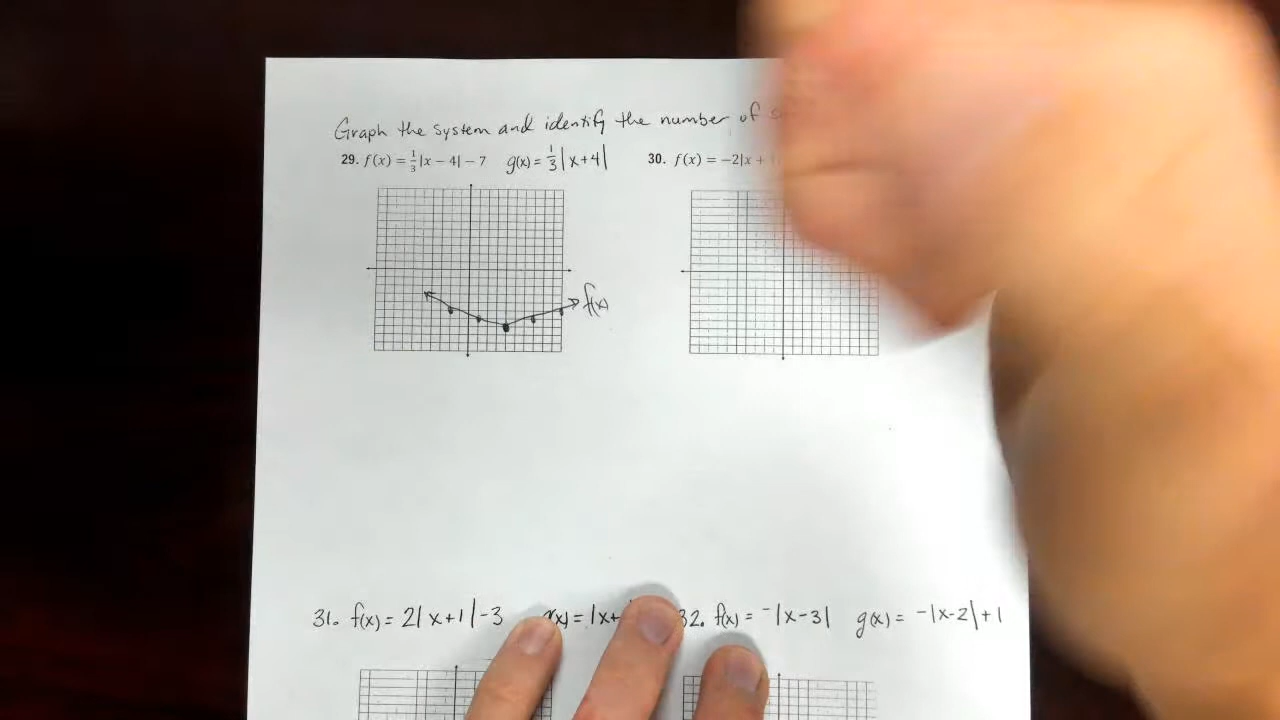 Graph the system and identify the number of
29. f(x) = 1/3|x − 4| − 7 g(x) = 1/3|x+4|
30. f(x) = −2|x +
f(x)
31. f(x) = 2|x+1|-3 (x) = |x+
32. f(x) = -|x-3| g(x) = -|x-2|+1